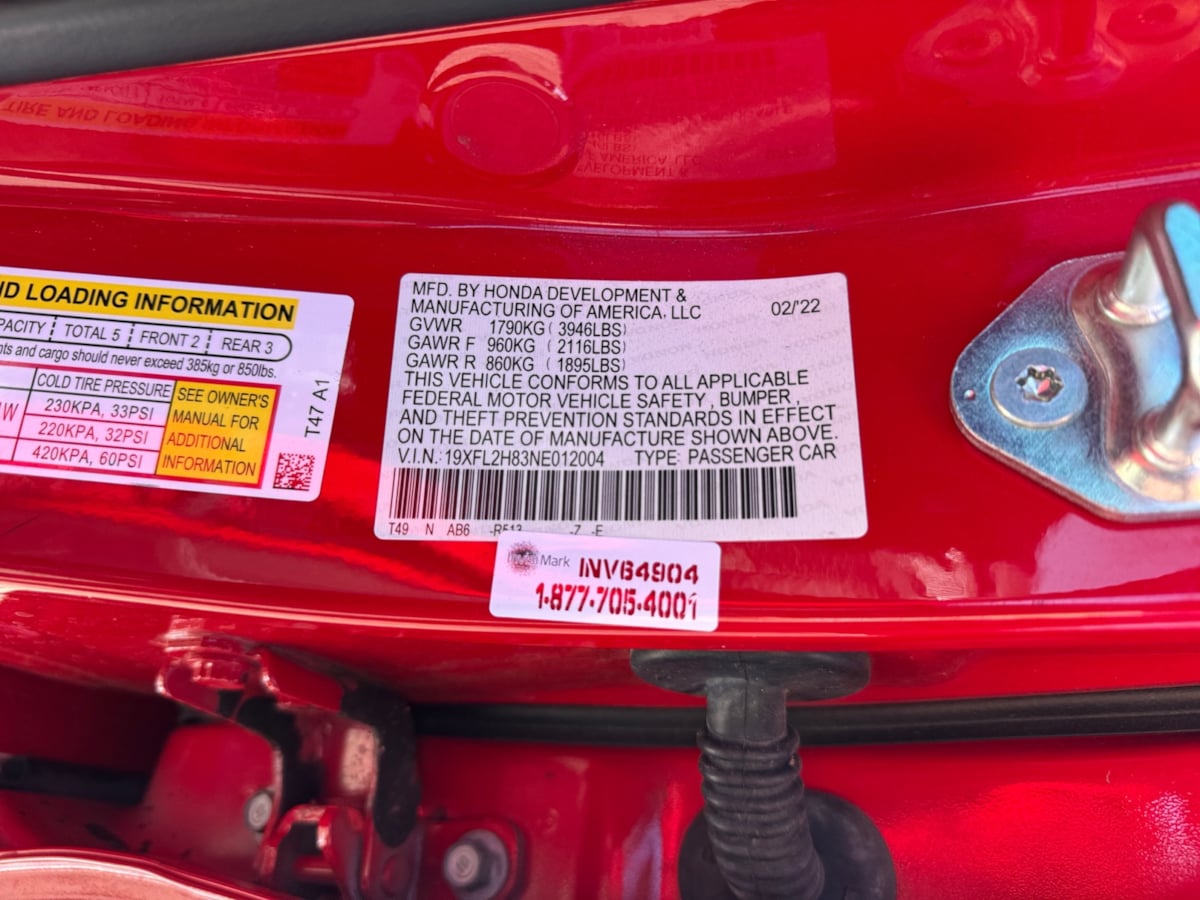 ND LOADING INFORMATION
PACITY TOTAL 5 FRONT 2 REAR 3
nts and cargo should never exceed 385kg or 850lbs.
COLD TIRE PRESSURE
1W 230KPA, 33PSI
220KPA, 32PSI
420KPA, 60PSI
SEE OWNER'S
MANUAL FOR
ADDITIONAL
INFORMATION
T47 A1
MFD. BY HONDA DEVELOPMENT &
MANUFACTURING OF AMERICA, LLC 02/'22
GVWR 1790KG ( 3946LBS)
GAWR F 960KG ( 2116LBS)
GAWR R 860KG ( 1895LBS)
THIS VEHICLE CONFORMS TO ALL APPLICABLE
FEDERAL MOTOR VEHICLE SAFETY , BUMPER ,
AND THEFT PREVENTION STANDARDS IN EFFECT
ON THE DATE OF MANUFACTURE SHOWN ABOVE.
V.I.N.: 19XFL2H83NE012004 TYPE: PASSENGER CAR
T49 N AB6 -R513 -Z -E
Mark INV64904
1-877-705-4001